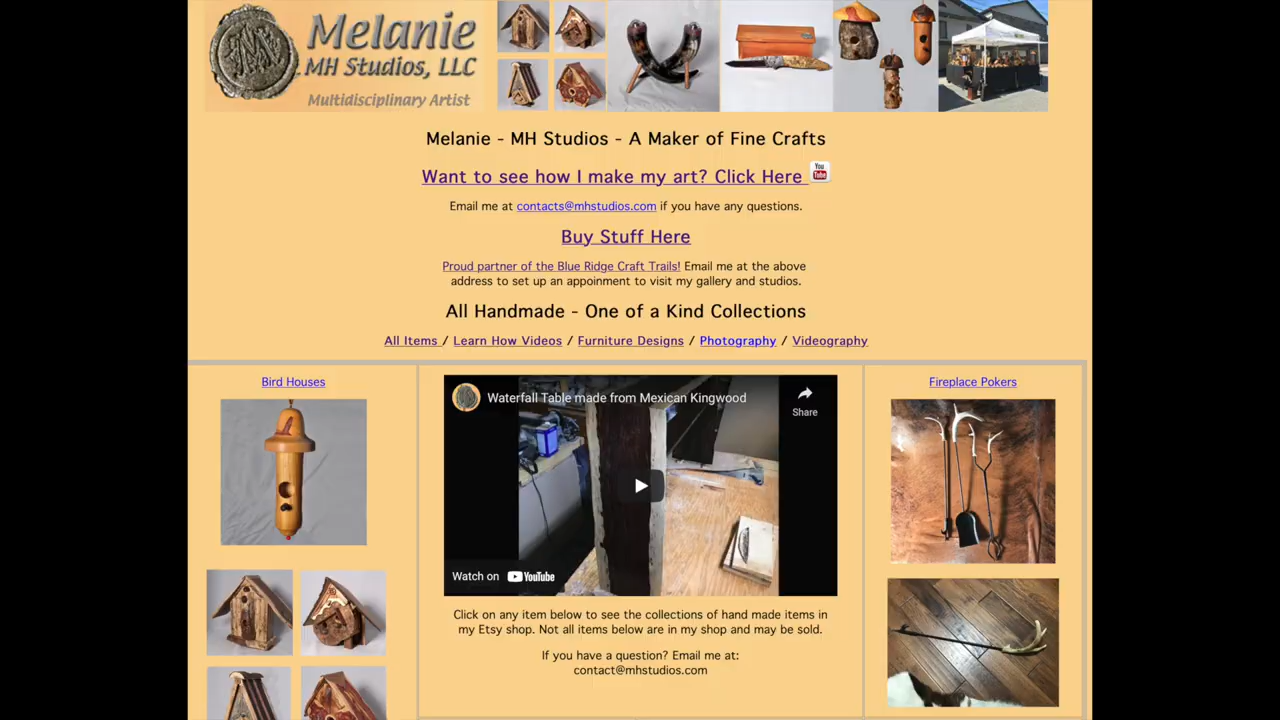 Melanie
MH Studios, LLC
Multidisciplinary Artist
Melanie - MH Studios - A Maker of Fine Crafts
Want to see how I make my art? Click Here
You
Tube
Email me at contacts@mhstudios.com if you have any questions.
Buy Stuff Here
Proud partner of the Blue Ridge Craft Trails! Email me at the above
address to set up an appoinment to visit my gallery and studios.
All Handmade - One of a Kind Collections
All Items / Learn How Videos / Furniture Designs / Photography / Videography
Bird Houses
Waterfall Table made from Mexican Kingwood
Share
Watch on YouTube
Click on any item below to see the collections of hand made items in
my Etsy shop. Not all items below are in my shop and may be sold.
If you have a question? Email me at:
contact@mhstudios.com
Fireplace Pokers